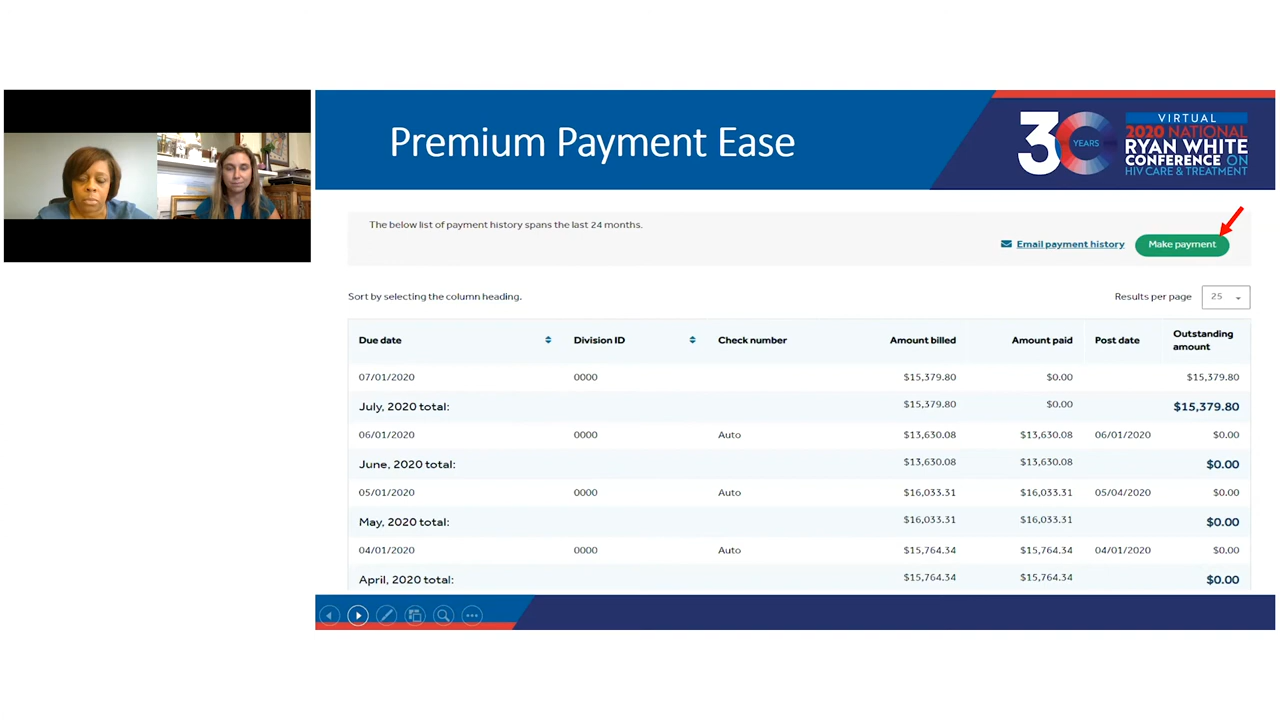 Premium Payment Ease
30
YEARS
VIRTUAL
2020 NATIONAL
RYAN WHITE
CONFERENCE ON
HIV CARE & TREATMENT
The below list of payment history spans the last 24 months.
Email payment history Make payment
Sort by selecting the column heading. Results per page 25
Due date Division ID Check number Amount billed Amount paid Post date Outstanding amount
07/01/2020 0000 $15,379.80 $0.00 $15,379.80
July, 2020 total: $15,379.80 $0.00 $15,379.80
06/01/2020 0000 Auto $13,630.08 $13,630.08 06/01/2020 $0.00
June, 2020 total: $13,630.08 $13,630.08 $0.00
05/01/2020 0000 Auto $16,033.31 $16,033.31 05/04/2020 $0.00
May, 2020 total: $16,033.31 $16,033.31 $0.00
04/01/2020 0000 Auto $15,764.34 $15,764.34 04/01/2020 $0.00
April, 2020 total: $15,764.34 $15,764.34 $0.00